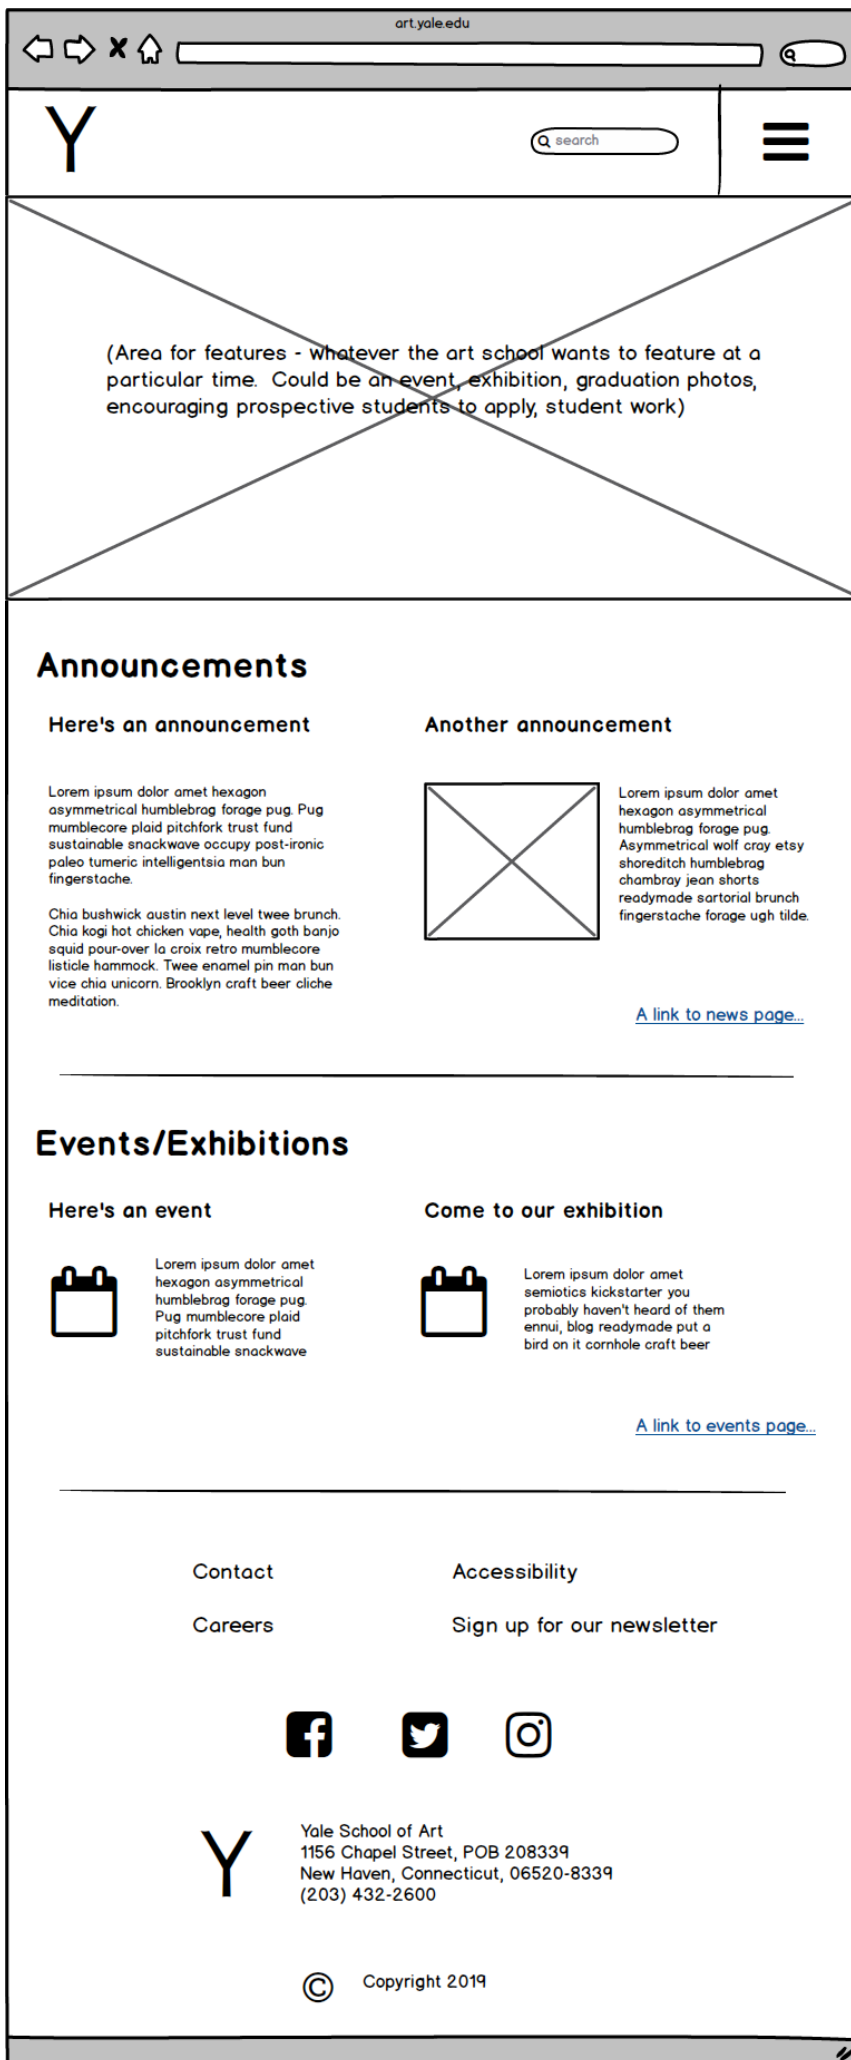 art.yale.edu
Y
search
(Area for features - whatever the art school wants to feature at a
particular time.  Could be an event, exhibition, graduation photos,
encouraging prospective students to apply, student work)
Announcements
Here's an announcement
Lorem ipsum dolor amet hexagon
asymmetrical humblebrag forage pug. Pug
mumblecore plaid pitchfork trust fund
sustainable snackwave occupy post-ironic
paleo tumeric intelligentsia man bun
fingerstache.
Chia bushwick austin next level twee brunch.
Chia kogi hot chicken vape, health goth banjo
squid pour-over la croix retro mumblecore
listicle hammock. Twee enamel pin man bun
vice chia unicorn. Brooklyn craft beer cliche
meditation.
Another announcement
Lorem ipsum dolor amet
hexagon asymmetrical
humblebrag forage pug.
Asymmetrical wolf cray etsy
shoreditch humblebrag
chambray jean shorts
readymade sartorial brunch
fingerstache forage ugh tilde.
A link to news page...
Events/Exhibitions
Here's an event
Lorem ipsum dolor amet
hexagon asymmetrical
humblebrag forage pug.
Pug mumblecore plaid
pitchfork trust fund
sustainable snackwave
Come to our exhibition
Lorem ipsum dolor amet
semiotics kickstarter you
probably haven't heard of them
ennui, blog readymade put a
bird on it cornhole craft beer
A link to events page...
Contact
Accessibility
Careers
Sign up for our newsletter
Y
Yale School of Art
1156 Chapel Street, POB 208339
New Haven, Connecticut, 06520-8339
(203) 432-2600
© Copyright 2019